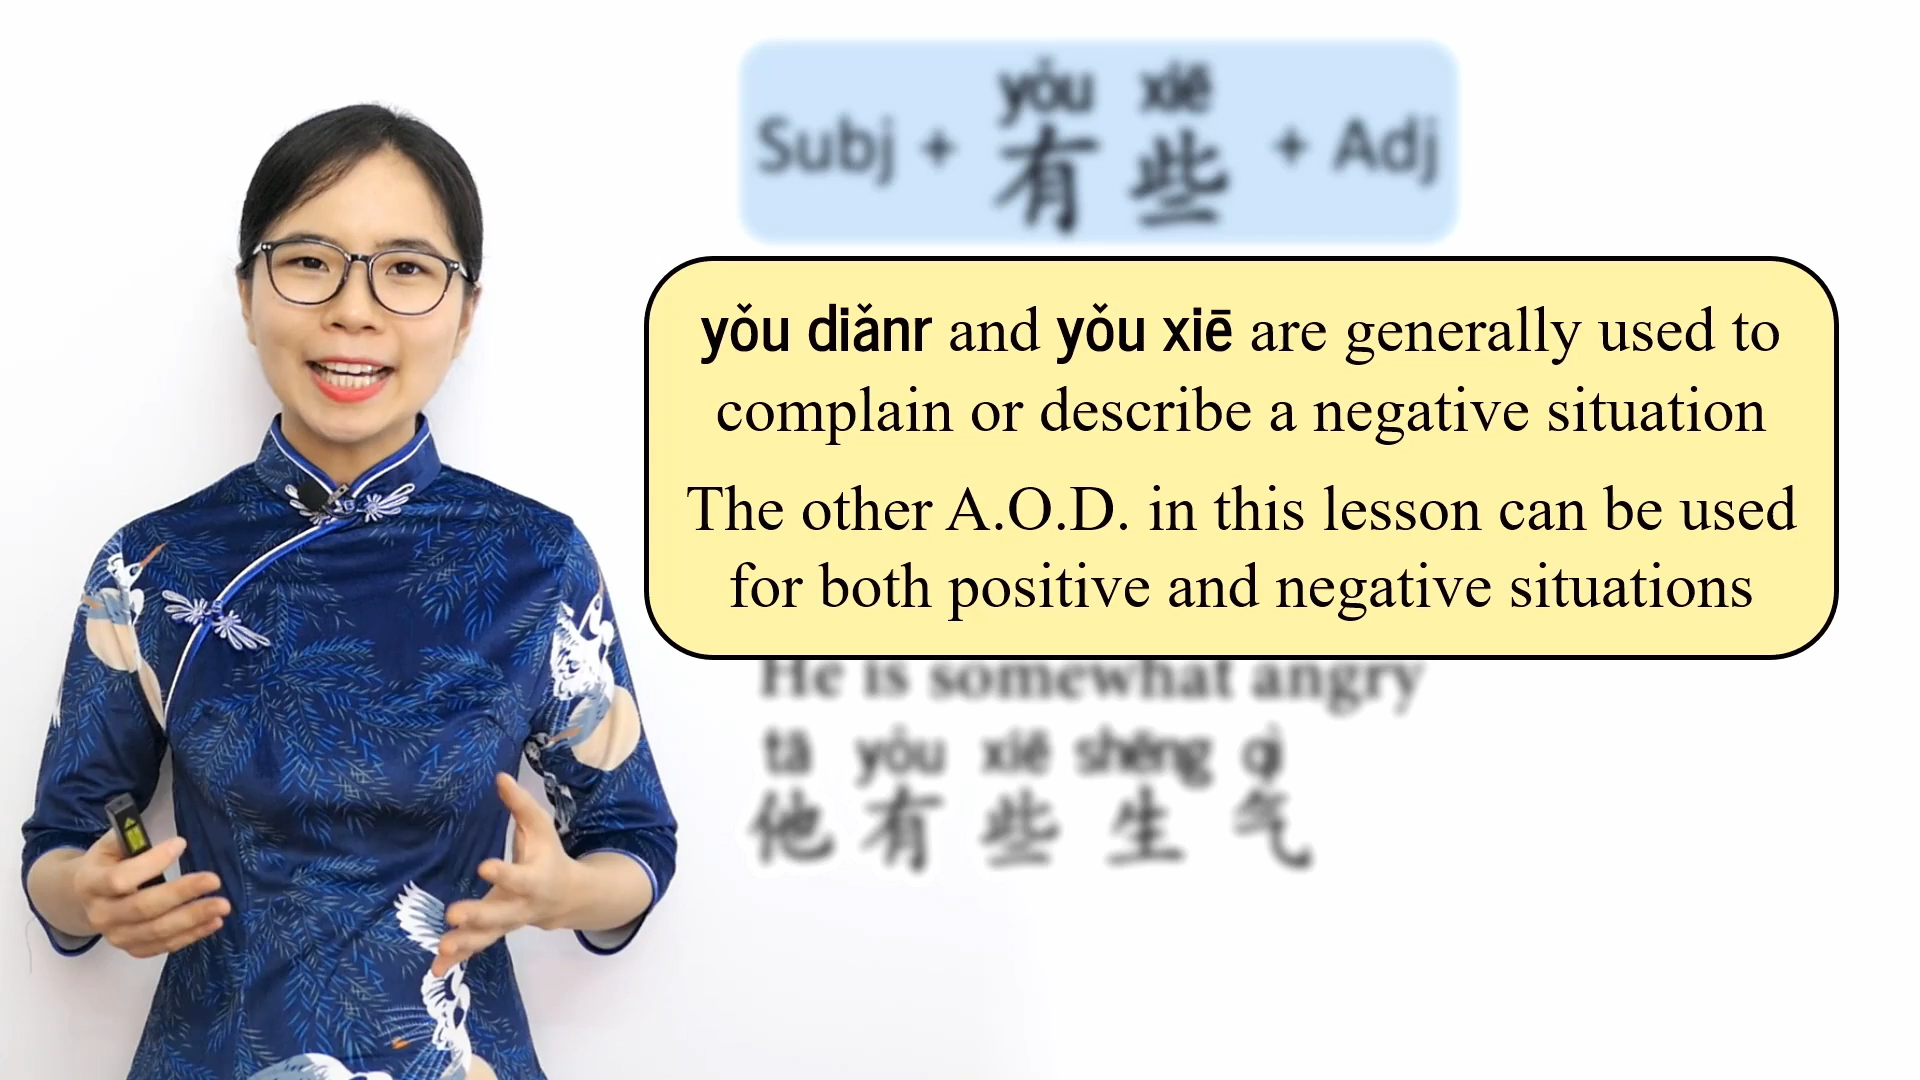 yǒu xiē
Subj + 有些 + Adj
yǒu diǎnr and yǒu xiē are generally used to
complain or describe a negative situation
The other A.O.D. in this lesson can be used
for both positive and negative situations
He is somewhat angry
tā yǒu xiē shēng qì
他有些生气